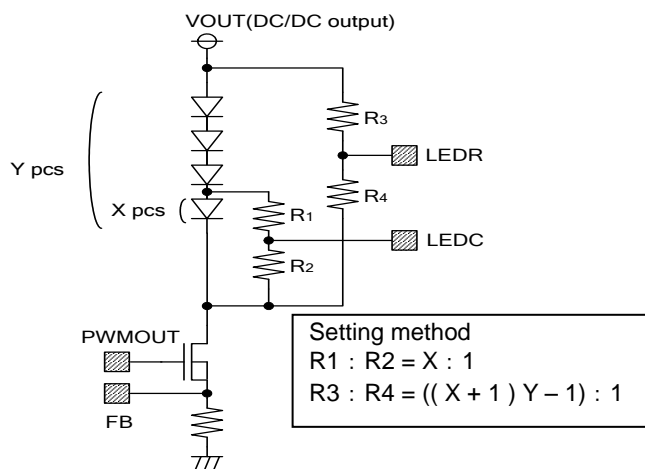 VOUT(DC/DC output)
R3
LEDR
Y pcs
R4
X pcs
R1
LEDC
R2
PWMOUT
FB
Setting method
R1 : R2 = X : 1
R3 : R4 = (( X + 1 ) Y – 1) : 1